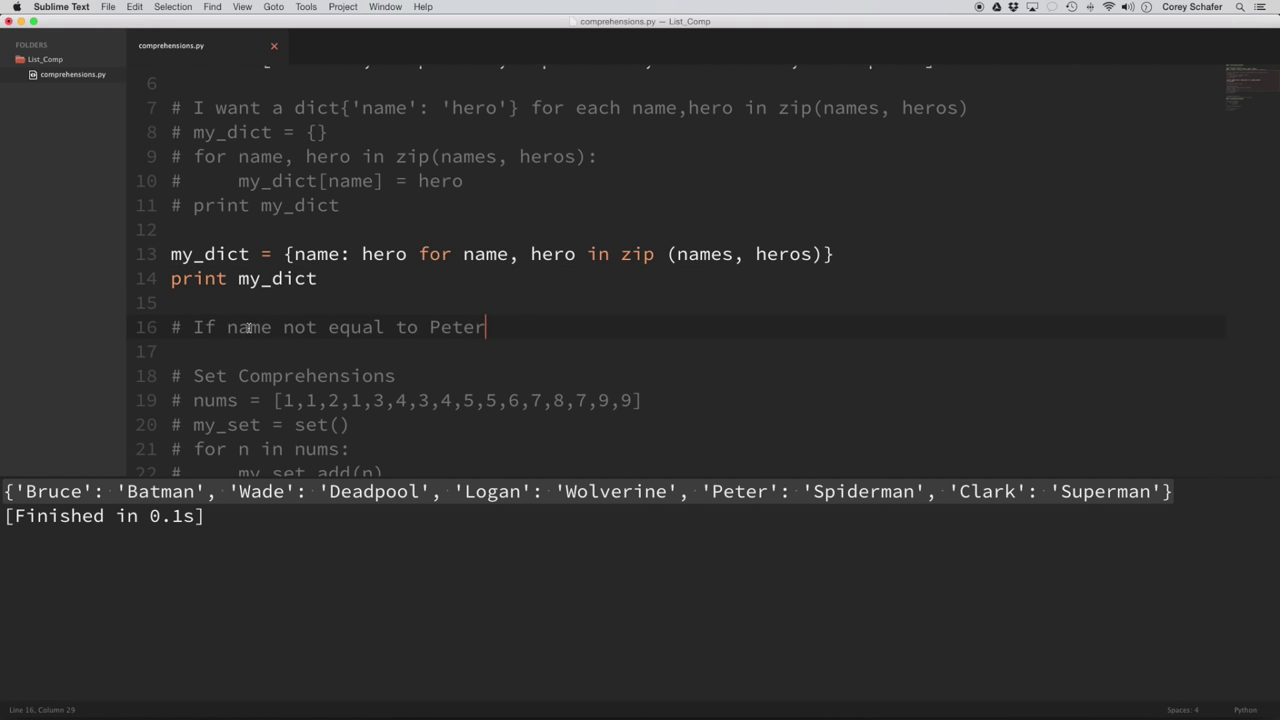 Sublime Text File Edit Selection Find View Goto Tools Project Window Help Corey Schafer
comprehensions.py — List_Comp
FOLDERS
List_Comp
comprehensions.py
comprehensions.py
6
7 # I want a dict{'name': 'hero'} for each name,hero in zip(names, heros)
8 # my_dict = {}
9 # for name, hero in zip(names, heros):
10 #     my_dict[name] = hero
11 # print my_dict
12
13 my_dict = {name: hero for name, hero in zip (names, heros)}
14 print my_dict
15
16 # If name not equal to Peter
17
18 # Set Comprehensions
19 # nums = [1,1,2,1,3,4,3,4,5,5,6,7,8,7,9,9]
20 # my_set = set()
21 # for n in nums:
22 #     my_set.add(n)
{'Bruce': 'Batman', 'Wade': 'Deadpool', 'Logan': 'Wolverine', 'Peter': 'Spiderman', 'Clark': 'Superman'}
[Finished in 0.1s]
Line 16, Column 29 Spaces: 4 Python